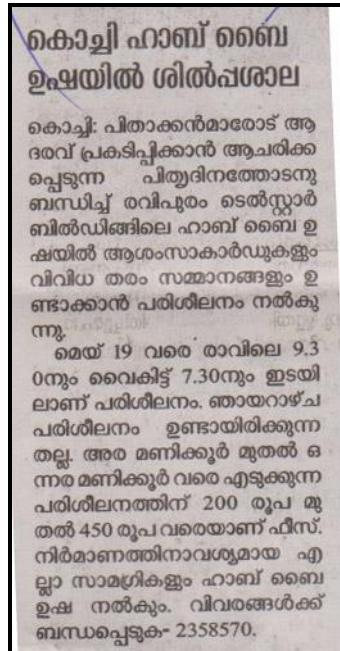 കൊച്ചി ഹാബ് ബൈ
ഉഷയിൽ ശിൽപ്പശാല
കൊച്ചി: പിതാക്കൻമാരോട് ആ
ദരവ് പ്രകടിപ്പിക്കാൻ ആചരിക്ക
പ്പെടുന്ന പിതൃദിനത്തോടനു
ബന്ധിച്ച് രവിപുരം ടെൽസ്റ്റാർ
ബിൽഡിങ്ങിലെ ഹാബ് ബൈ ഉ
ഷയിൽ ആശംസാകാർഡുകളും
വിവിധ തരം സമ്മാനങ്ങളും ഉ
ണ്ടാക്കാൻ പരിശീലനം നൽകു
ന്നു.
മെയ് 19 വരെ രാവിലെ 9.3
0നും വൈകിട്ട് 7.30നും ഇടയി
ലാണ് പരിശീലനം. ഞായറാഴ്ച
പരിശീലനം ഉണ്ടായിരിക്കുന്ന
തല്ല. അര മണിക്കൂർ മുതൽ ഒ
ന്നര മണിക്കൂർ വരെ എടുക്കുന്ന
പരിശീലനത്തിന് 200 രൂപ മു
തൽ 450 രൂപ വരെയാണ് ഫീസ്.
നിർമാണത്തിനാവശ്യമായ എ
ല്ലാ സാമഗ്രികളും ഹാബ് ബൈ
ഉഷ നൽകും. വിവരങ്ങൾക്ക്
ബന്ധപ്പെടുക- 2358570.